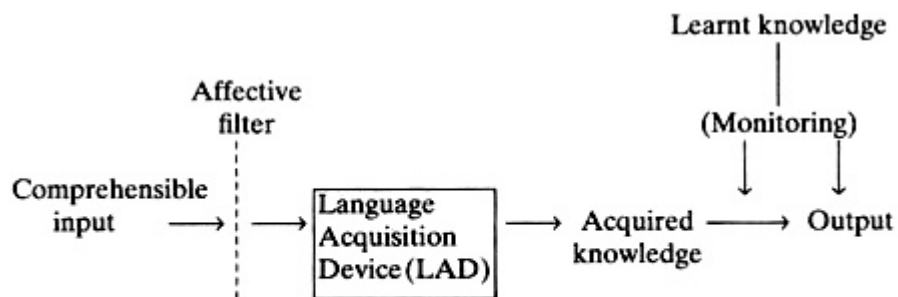 Learnt knowledge
Affective
filter
(Monitoring)
Comprehensible
input
Language
Acquisition
Device (LAD)
Acquired
knowledge
Output